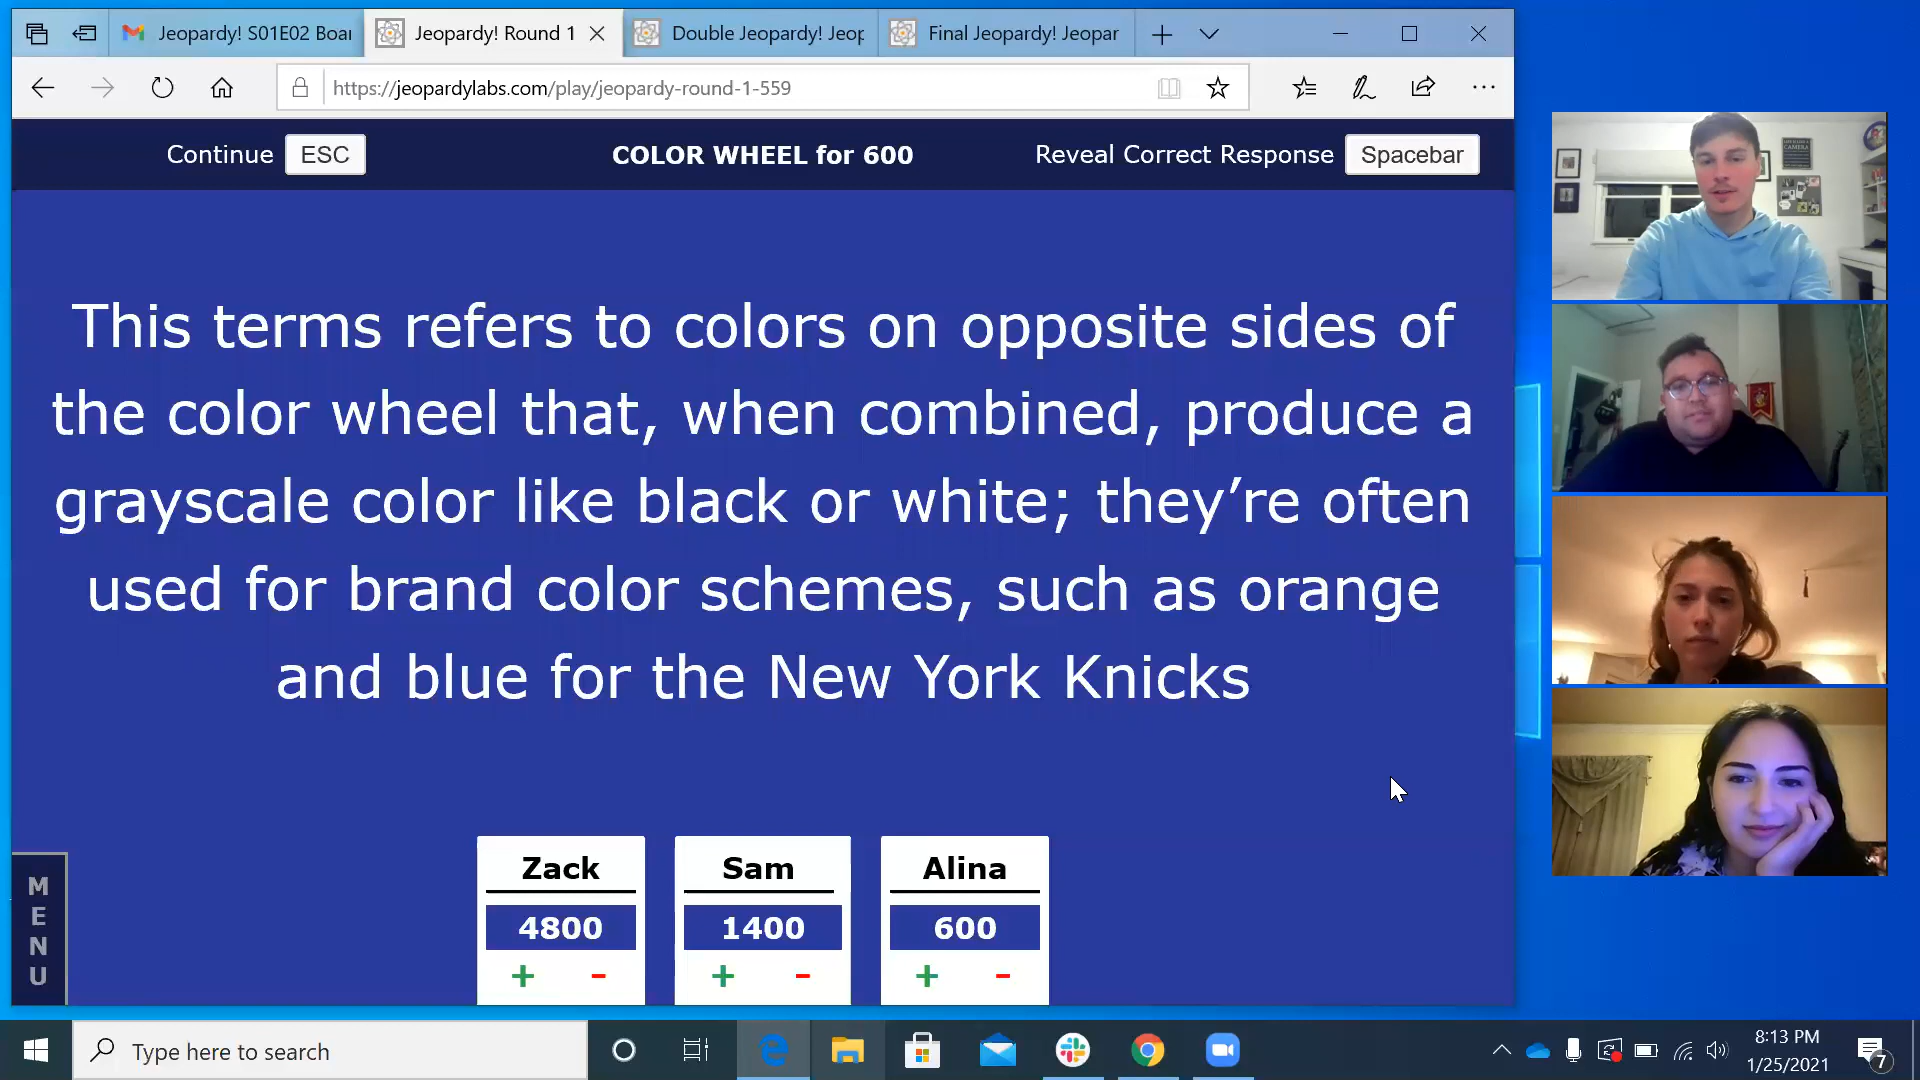 Jeopardy! S01E02 Boar
Jeopardy! Round 1
Double Jeopardy! Jeop
Final Jeopardy! Jeopar
https://jeopardylabs.com/play/jeopardy-round-1-559
Continue ESC
COLOR WHEEL for 600
Reveal Correct Response Spacebar
This terms refers to colors on opposite sides of
the color wheel that, when combined, produce a
grayscale color like black or white; they’re often
used for brand color schemes, such as orange
and blue for the New York Knicks
MENU
Zack
4800
+ -
Sam
1400
+ -
Alina
600
+ -
Type here to search
8:13 PM
1/25/2021
7